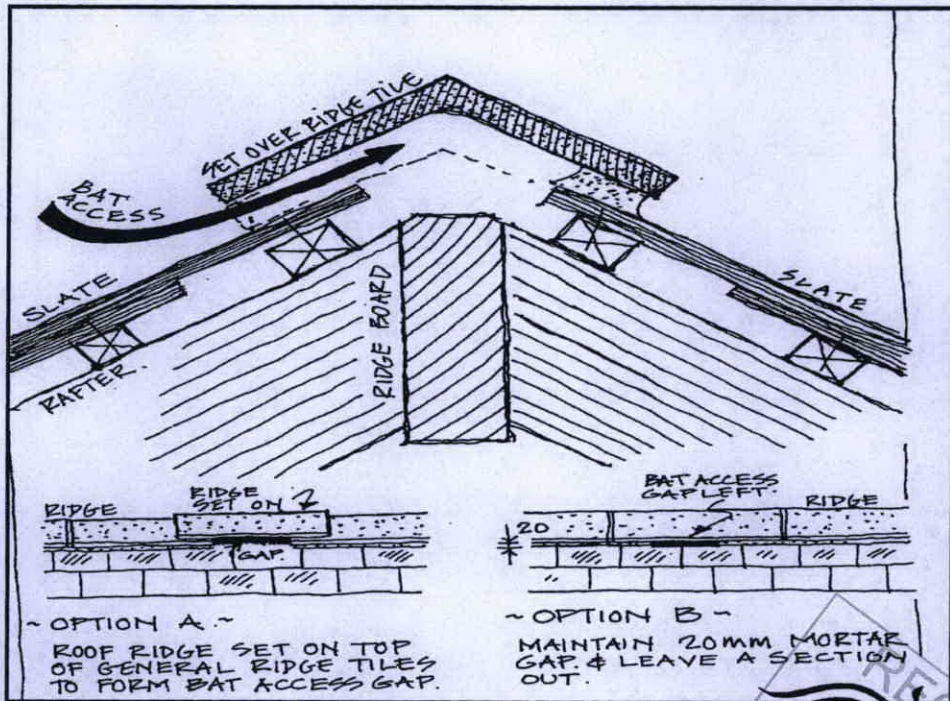 SET OVER RIDGE TILE
BAT
ACCESS
SLATE
RAFTER.
RIDGE BOARD
SLATE
RIDGE
RIDGE
SET ON 2
GAP.
BAT ACCESS
GAP LEFT
RIDGE
20
~ OPTION A ~
ROOF RIDGE SET ON TOP
OF GENERAL RIDGE TILES
TO FORM BAT ACCESS GAP.
~ OPTION B ~
MAINTAIN 20mm MORTAR
GAP. & LEAVE A SECTION
OUT.